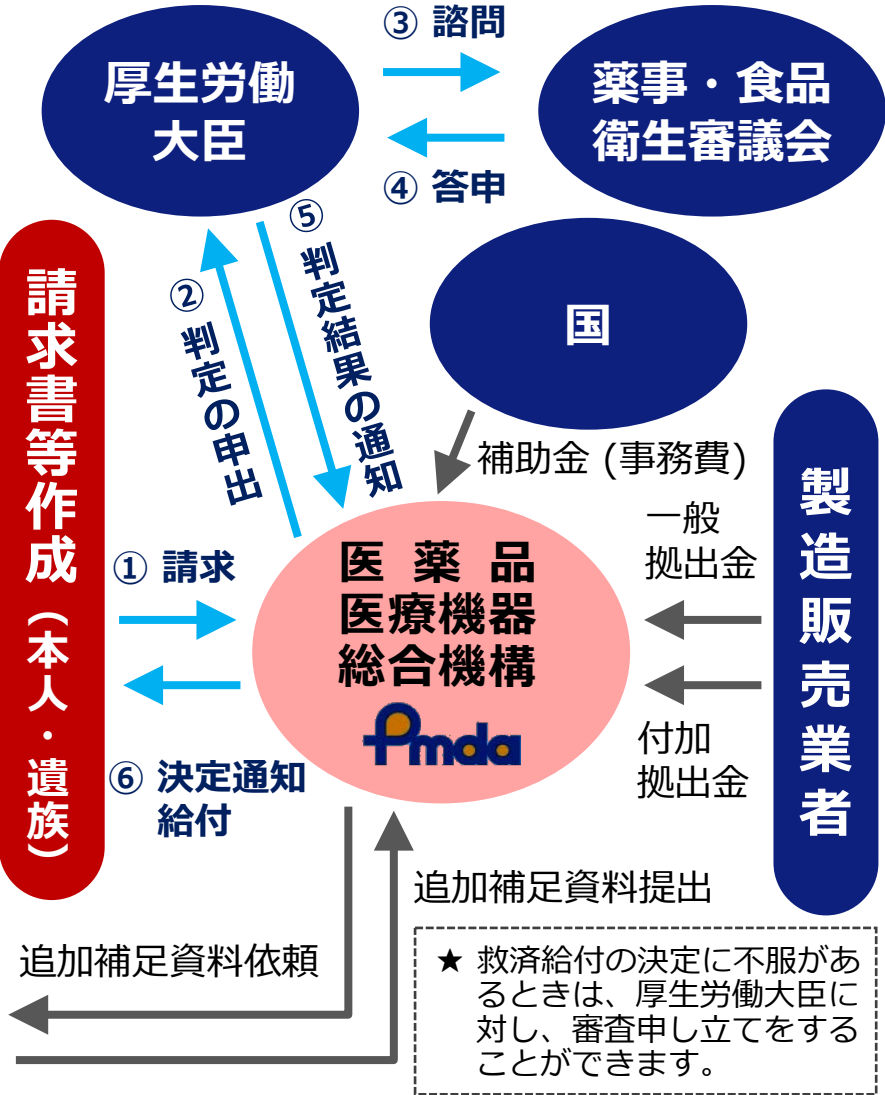 ③ 諮問
厚生労働
大臣
薬事・食品
衛生審議会
④ 答申
⑤ 判定結果の通知
② 判定の申出
国
請求書等作成（本人・遺族）
補助金 (事務費)
製造販売業者
一般
拠出金
① 請求
医薬品
医療機器
総合機構
Pmda
付加
拠出金
⑥ 決定通知
給付
追加補足資料提出
追加補足資料依頼
★ 救済給付の決定に不服があ
るときは、厚生労働大臣に
対し、審査申し立てをする
ことができます。